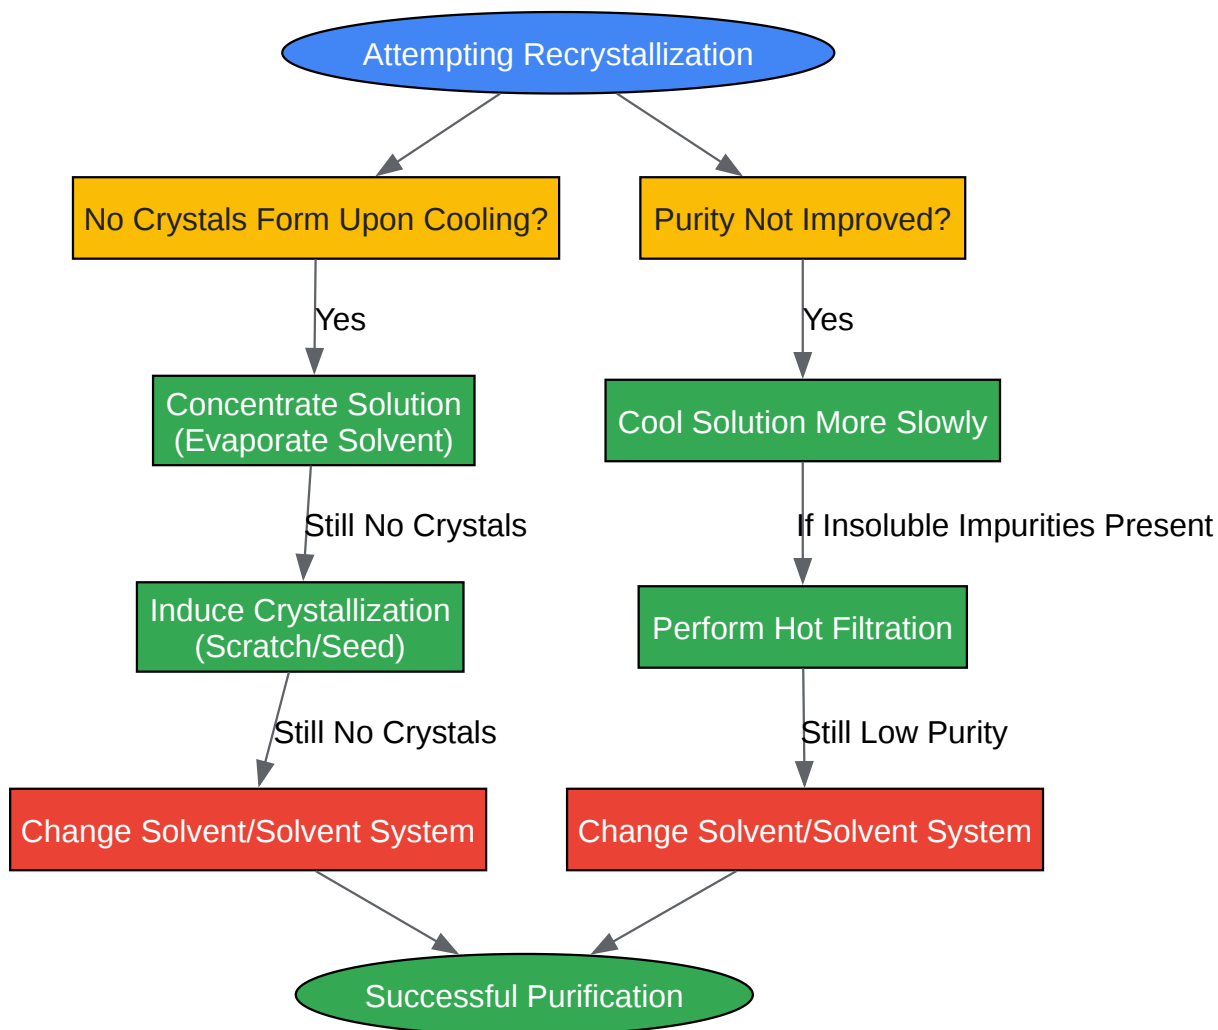 Attempting Recrystallization
No Crystals Form Upon Cooling?
Purity Not Improved?
Yes
Yes
Concentrate Solution
(Evaporate Solvent)
Cool Solution More Slowly
Still No Crystals
If Insoluble Impurities Present
Induce Crystallization
(Scratch/Seed)
Perform Hot Filtration
Still No Crystals
Still Low Purity
Change Solvent/Solvent System
Change Solvent/Solvent System
Successful Purification